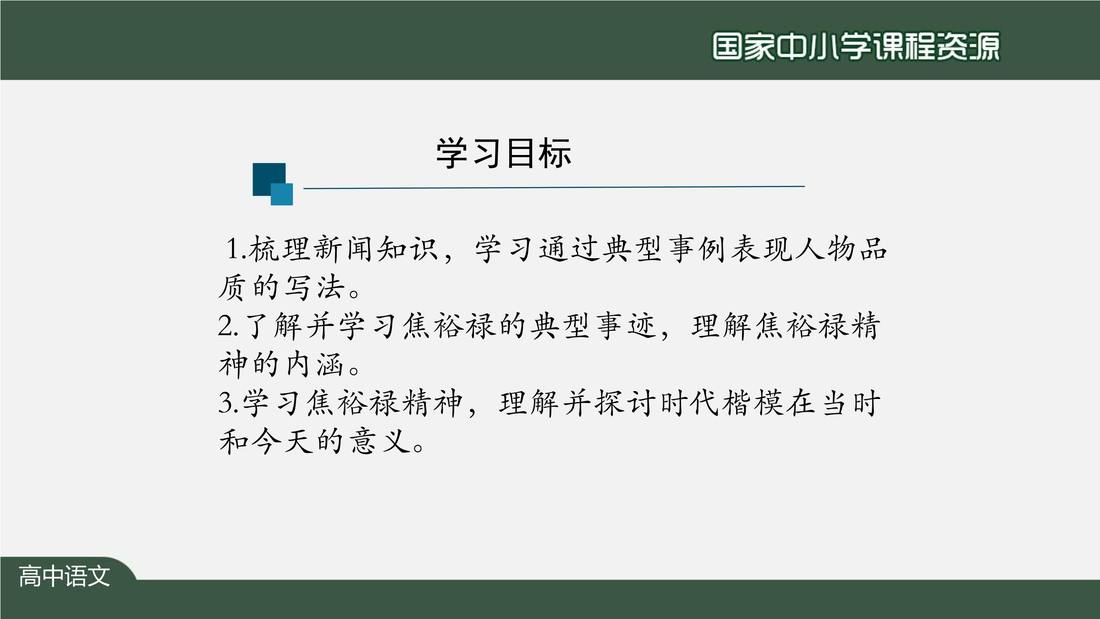 国家中小学课程资源
学习目标
1.梳理新闻知识，学习通过典型事例表现人物品
质的写法。
2.了解并学习焦裕禄的典型事迹，理解焦裕禄精
神的内涵。
3.学习焦裕禄精神，理解并探讨时代楷模在当时
和今天的意义。
高中语文